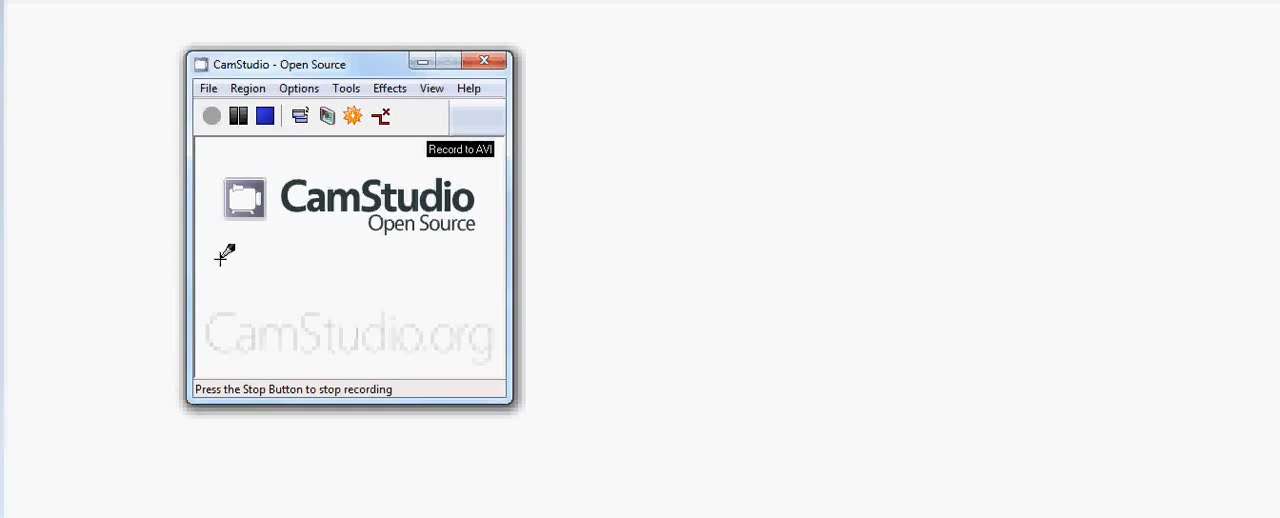 CamStudio - Open Source
File Region Options Tools Effects View Help
Record to AVI
CamStudio
Open Source
CamStudio.org
Press the Stop Button to stop recording